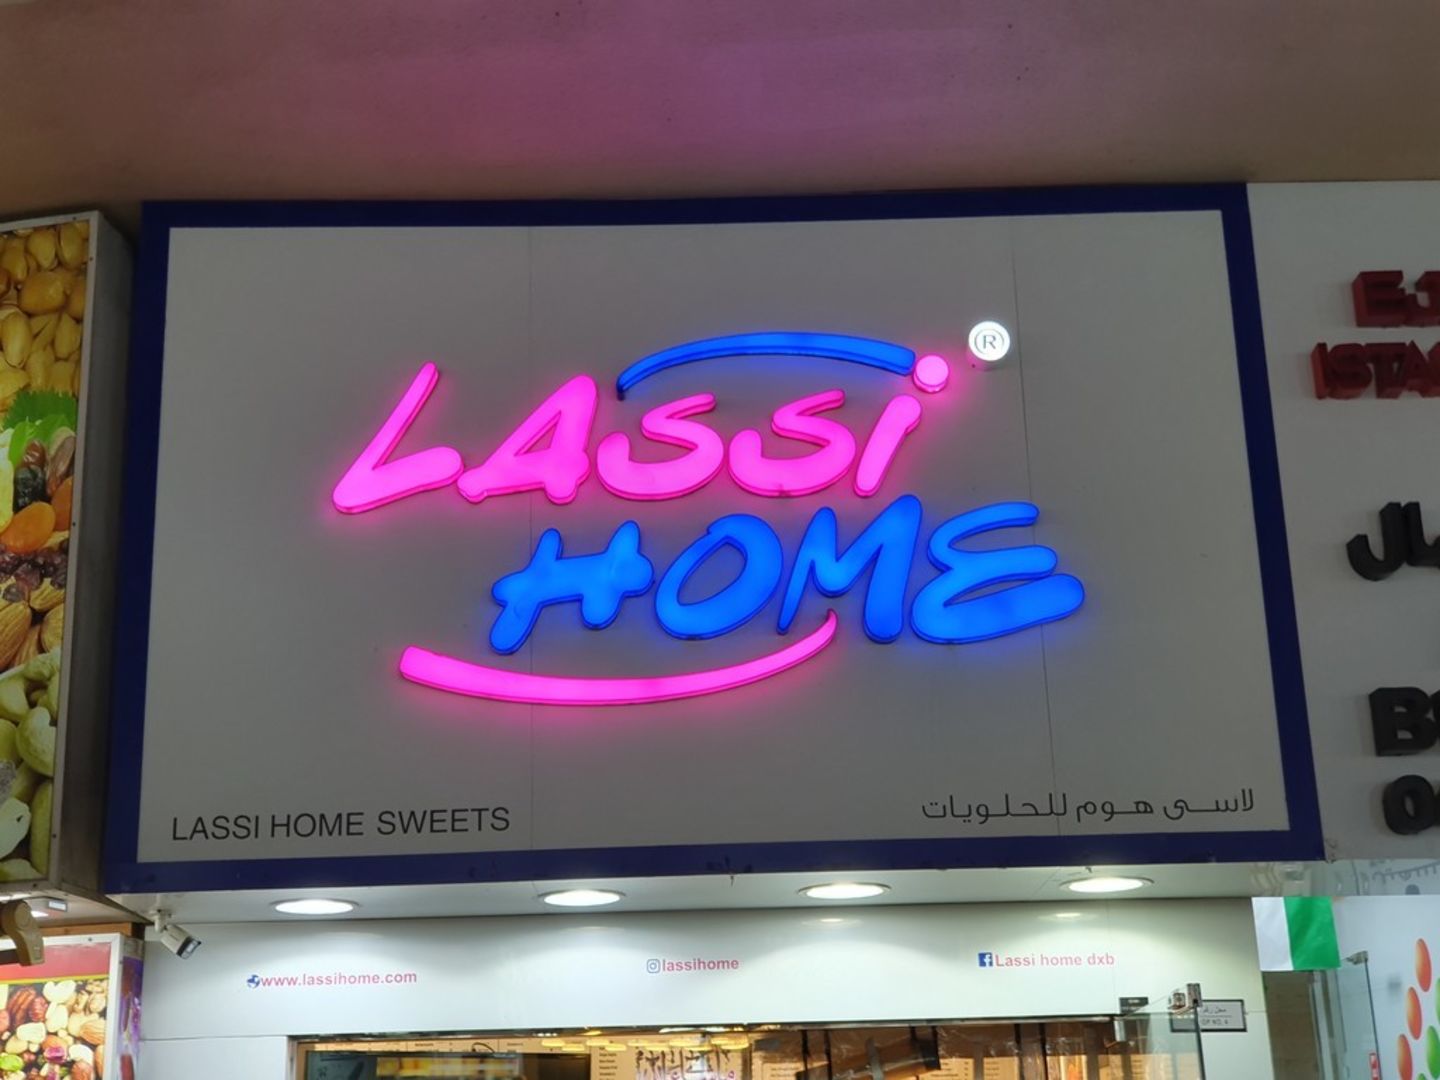 LASSI
®
HOME
LASSI HOME SWEETS
لاسى هوم للحلويات
www.lassihome.com
lassihome
Lassi home dxb